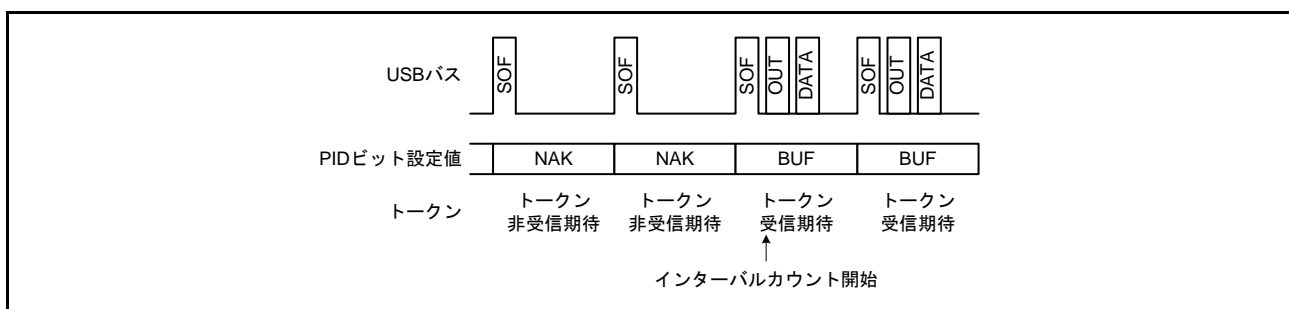 USBバス
SOF
SOF
SOF
OUT
DATA
SOF
OUT
DATA
PIDビット設定値
NAK
NAK
BUF
BUF
トークン
トークン
非受信期待
トークン
非受信期待
トークン
受信期待
トークン
受信期待
インターバルカウント開始